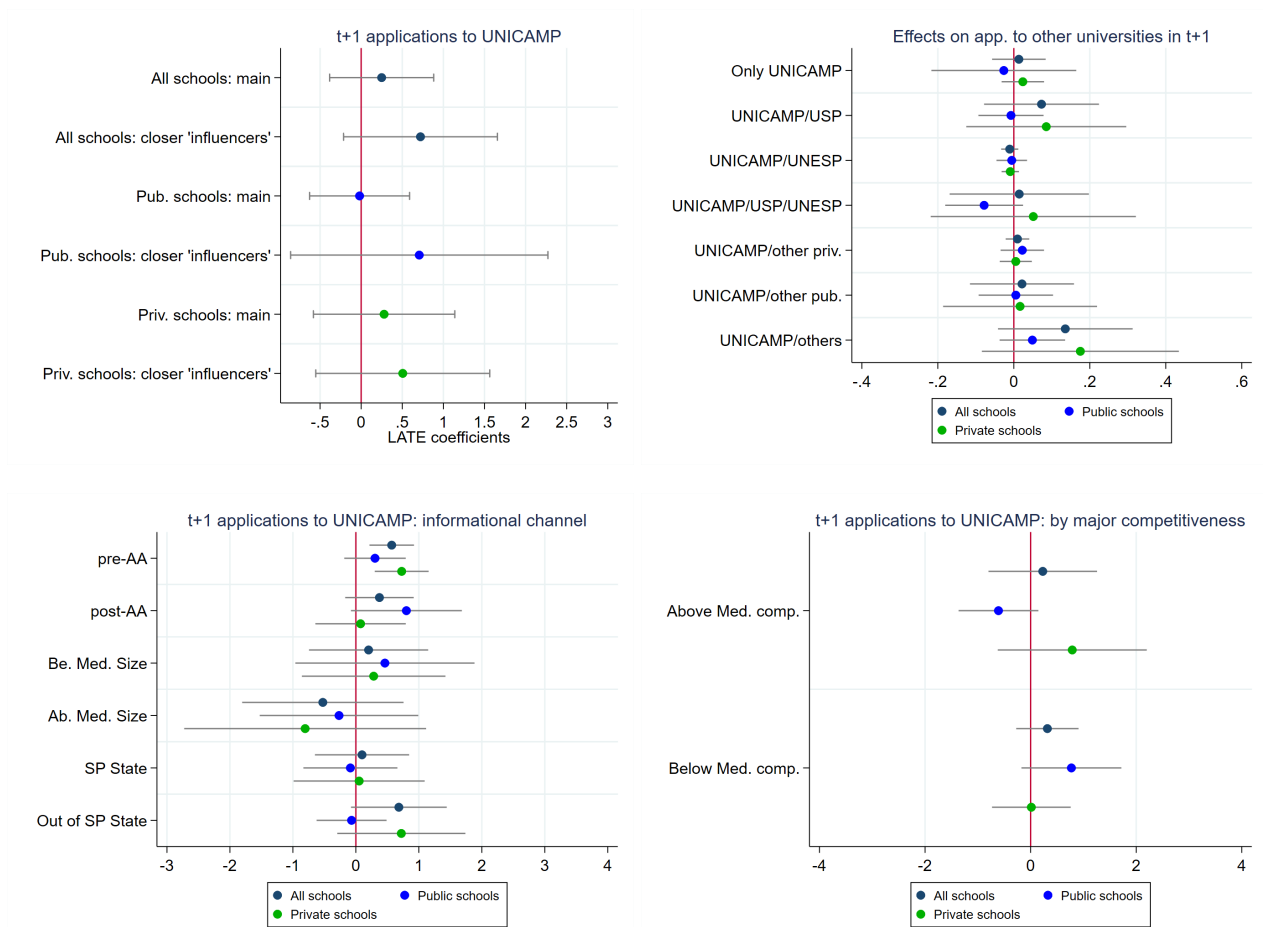 t+1 applications to UNICAMP
All schools: main
All schools: closer 'influencers'
Pub. schools: main
Pub. schools: closer 'influencers'
Priv. schools: main
Priv. schools: closer 'influencers'
-.5 0 .5 1 1.5 2 2.5 3
LATE coefficients
Effects on app. to other universities in t+1
Only UNICAMP
UNICAMP/USP
UNICAMP/UNESP
UNICAMP/USP/UNESP
UNICAMP/other priv.
UNICAMP/other pub.
UNICAMP/others
-.4 -.2 0 .2 .4 .6
All schools Public schools
Private schools
t+1 applications to UNICAMP: informational channel
pre-AA
post-AA
Be. Med. Size
Ab. Med. Size
SP State
Out of SP State
-3 -2 -1 0 1 2 3 4
All schools Public schools
Private schools
t+1 applications to UNICAMP: by major competitiveness
Above Med. comp.
Below Med. comp.
-4 -2 0 2 4
All schools Public schools
Private schools